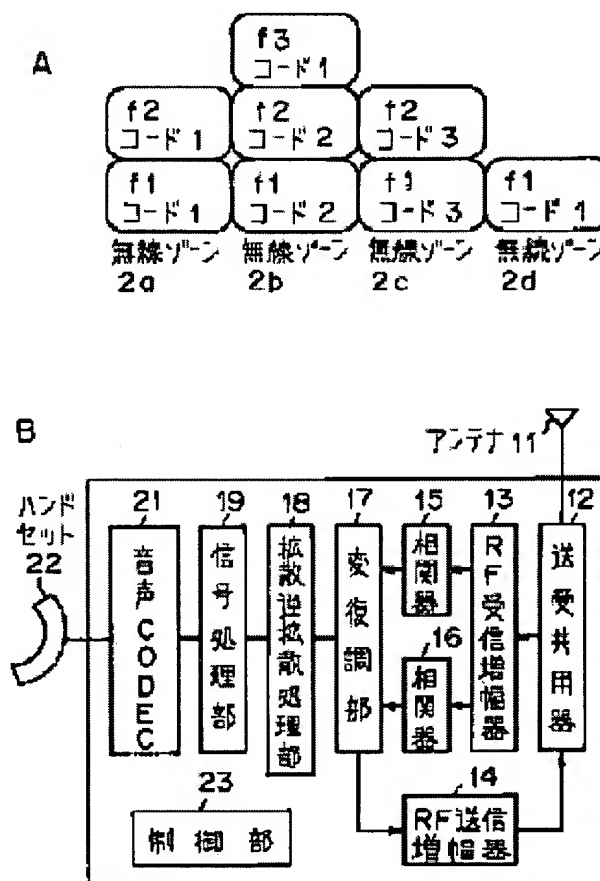 A
f3
コード1
f2
コード1
f2
コード2
f2
コード3
f1
コード1
f1
コード2
f1
コード3
f1
コード1
無線ゾーン
2a
無線ゾーン
2b
無線ゾーン
2c
無線ゾーン
2d
B
アンテナ11
ハンド
セット
22
21
音声CODEC
19
信号処理部
18
拡散逆拡散処理部
17
変復調部
15
相関器
16
相関器
13
RF受信増幅器
12
送受共用器
14
RF送信
増幅器
23
制御部